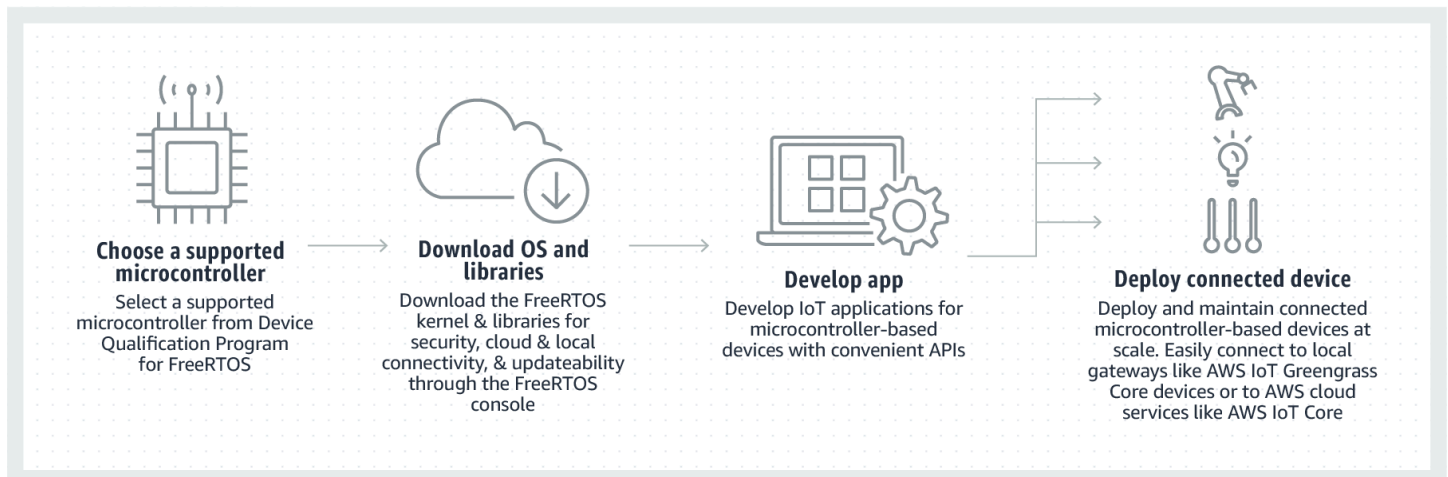 Choose a supported
microcontroller
Select a supported
microcontroller from Device
Qualification Program
for FreeRTOS
Download OS and
libraries
Download the FreeRTOS
kernel & libraries for
security, cloud & local
connectivity, & updateability
through the FreeRTOS
console
Develop app
Develop IoT applications for
microcontroller-based
devices with convenient APIs
Deploy connected device
Deploy and maintain connected
microcontroller-based devices at
scale. Easily connect to local
gateways like AWS IoT Greengrass
Core devices or to AWS cloud
services like AWS IoT Core